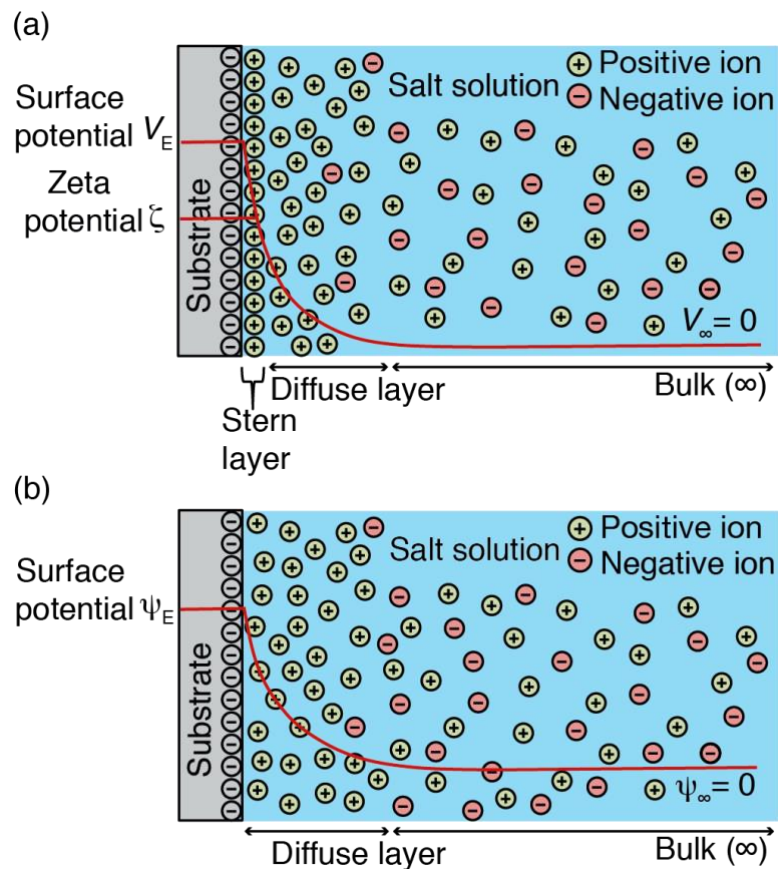 (a)
Salt solution
+ Positive ion
− Negative ion
Surface
potential V_E
Zeta
potential ζ
Substrate
V_∞ = 0
Diffuse layer
Bulk (∞)
Stern
layer
(b)
Salt solution
+ Positive ion
− Negative ion
Surface
potential ψ_E
Substrate
ψ_∞ = 0
Diffuse layer
Bulk (∞)